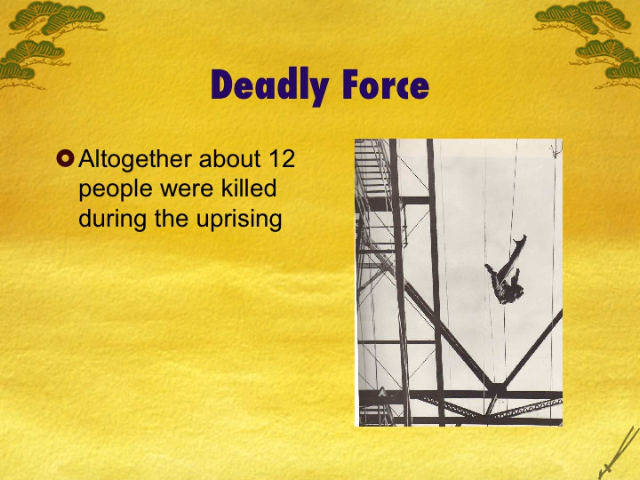 Deadly Force
Altogether about 12
people were killed
during the uprising